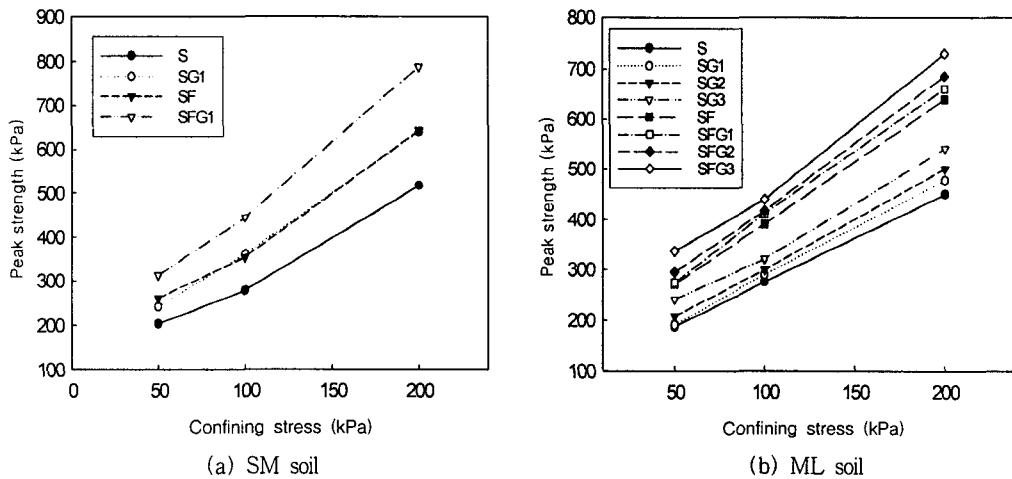 900
800
700
600
500
400
300
200
100
Peak strength (kPa)
S
SG1
SF
SFG1
0
50
100
150
200
Confining stress (kPa)
(a) SM soil
800
700
600
500
400
300
200
100
Peak strength (kPa)
S
SG1
SG2
SG3
SF
SFG1
SFG2
SFG3
50
100
150
200
Confining stress (kPa)
(b) ML soil